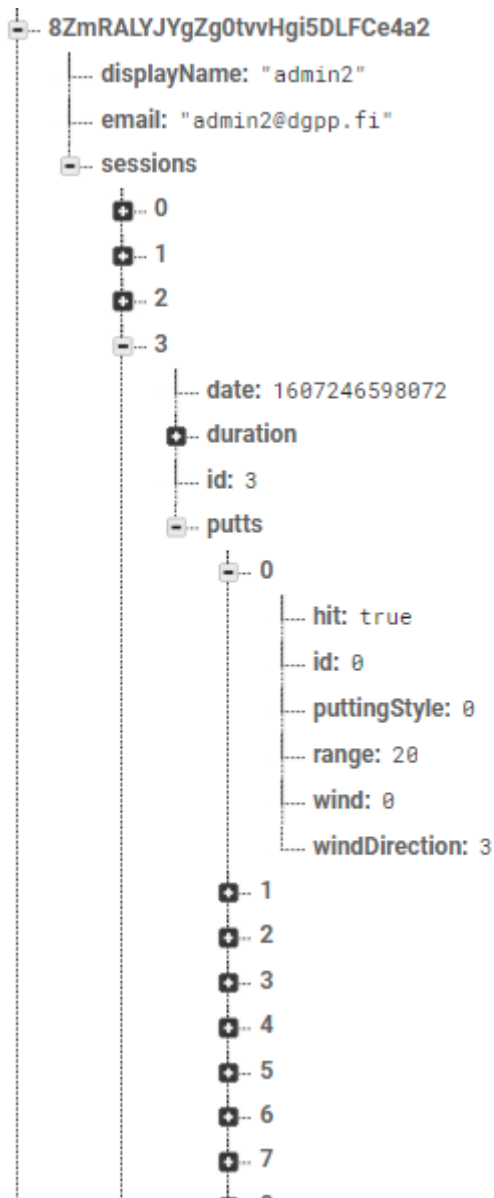 8ZmRALYJYgZg0tvvHgi5DLFCe4a2
displayName: "admin2"
email: "admin2@dgpp.fi"
sessions
0
1
2
3
date: 1607246598072
duration
id: 3
putts
0
hit: true
id: 0
puttingStyle: 0
range: 20
wind: 0
windDirection: 3
1
2
3
4
5
6
7